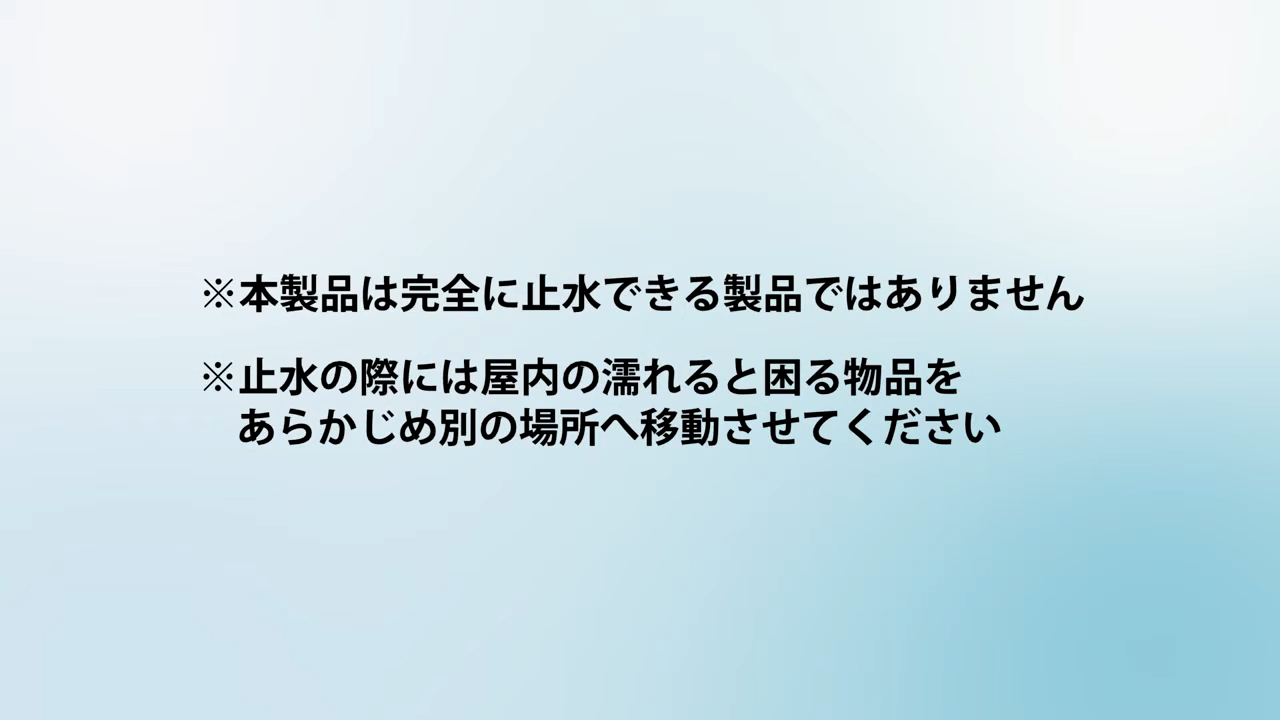 ※本製品は完全に止水できる製品ではありません
※止水の際には屋内の濡れると困る物品を
あらかじめ別の場所へ移動させてください